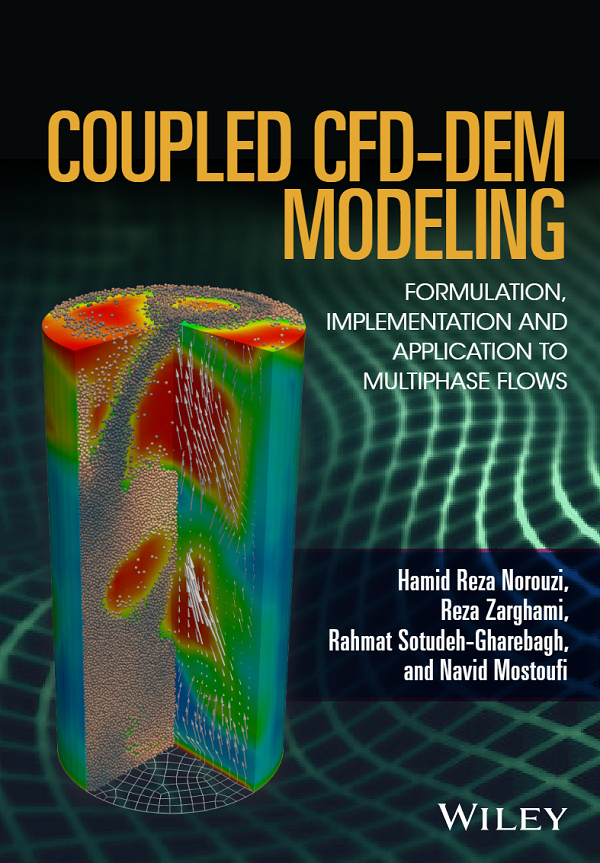 COUPLED CFD-DEM
MODELING
FORMULATION,
IMPLEMENTATION AND
APPLICATION TO
MULTIPHASE FLOWS
Hamid Reza Norouzi,
Reza Zarghami,
Rahmat Sotudeh-Gharebagh,
and Navid Mostoufi
WILEY